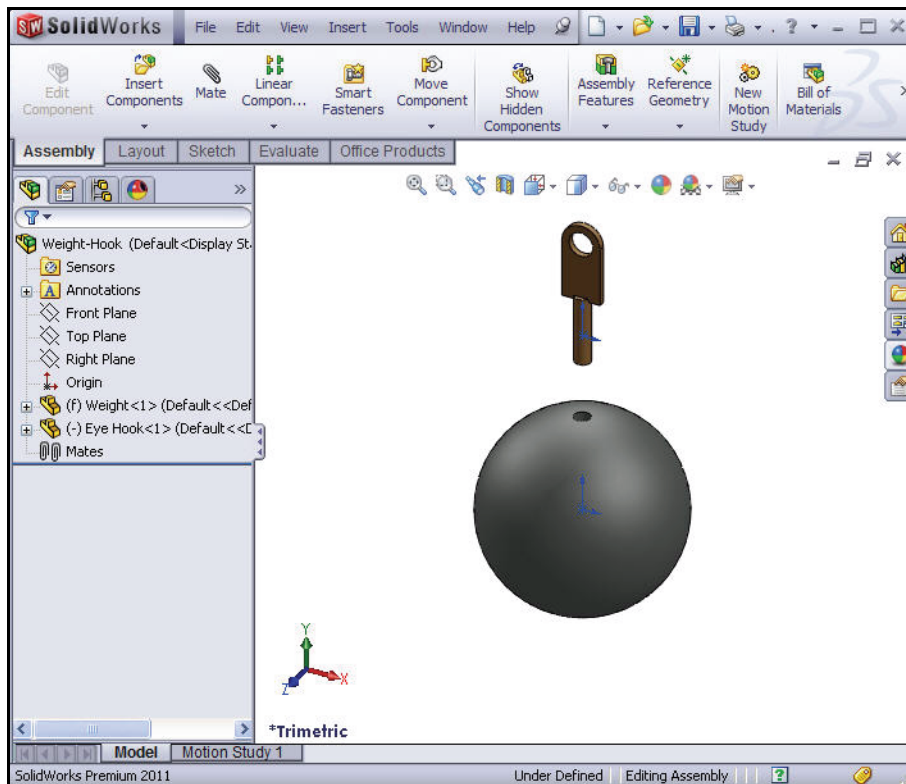 SolidWorks File Edit View Insert Tools Window Help
Edit Component
Insert Components
Mate
Linear Compon...
Smart Fasteners
Move Component
Show Hidden Components
Assembly Features
Reference Geometry
New Motion Study
Bill of Materials
Assembly Layout Sketch Evaluate Office Products
Weight-Hook (Default<Display St
Sensors
A Annotations
Front Plane
Top Plane
Right Plane
Origin
(f) Weight<1> (Default<<Def
(-) Eye Hook<1> (Default<<D
Mates
Y
X
Z
*Trimetric
Model Motion Study 1
SolidWorks Premium 2011 Under Defined Editing Assembly ?